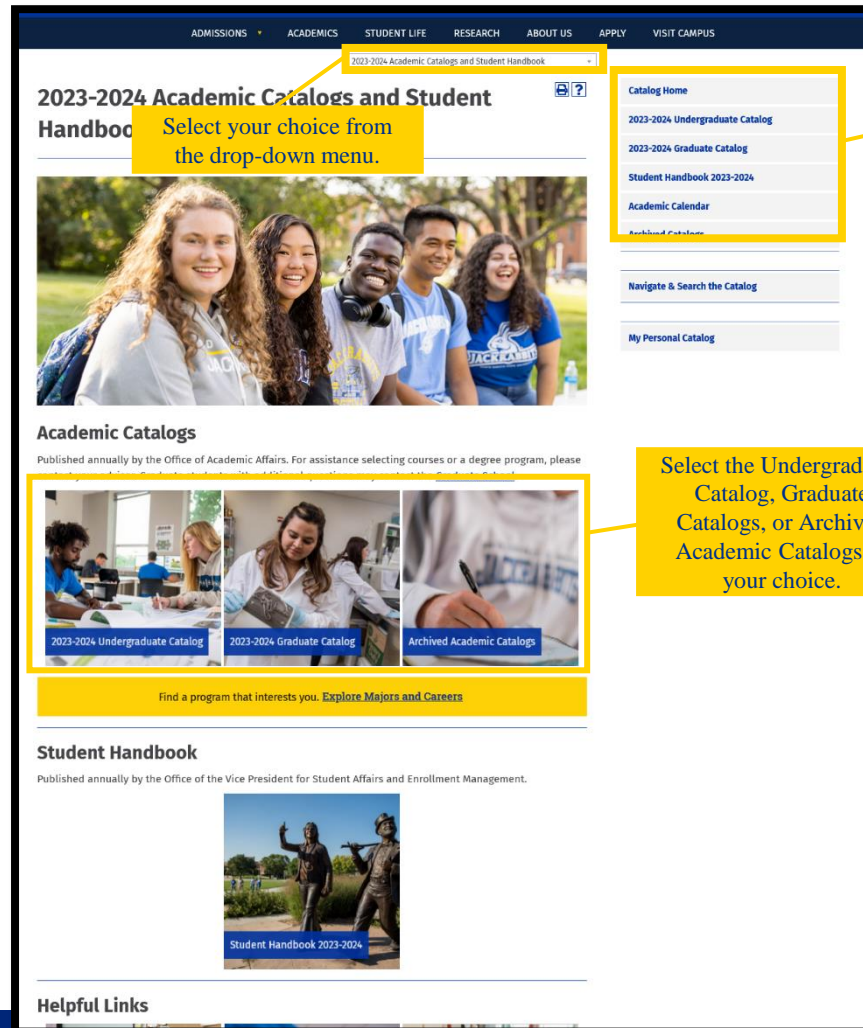 ADMISSIONS ACADEMICS STUDENT LIFE RESEARCH ABOUT US APPLY VISIT CAMPUS
2023-2024 Academic Catalogs and Student Handbook
2023-2024 Academic Catalogs and Student
Handboo
Select your choice from
the drop-down menu.
Catalog Home
2023-2024 Undergraduate Catalog
2023-2024 Graduate Catalog
Student Handbook 2023-2024
Academic Calendar
Archived Catalogs
Navigate & Search the Catalog
My Personal Catalog
JACKRABBIT
Academic Catalogs
Published annually by the Office of Academic Affairs. For assistance selecting courses or a degree program, please
Select the Undergrad
Catalog, Graduate
Catalogs, or Archiv
Academic Catalogs
your choice.
2023-2024 Undergraduate Catalog
2023-2024 Graduate Catalog
Archived Academic Catalogs
Find a program that interests you. Explore Majors and Careers
Student Handbook
Published annually by the Office of the Vice President for Student Affairs and Enrollment Management.
Student Handbook 2023-2024
Helpful Links